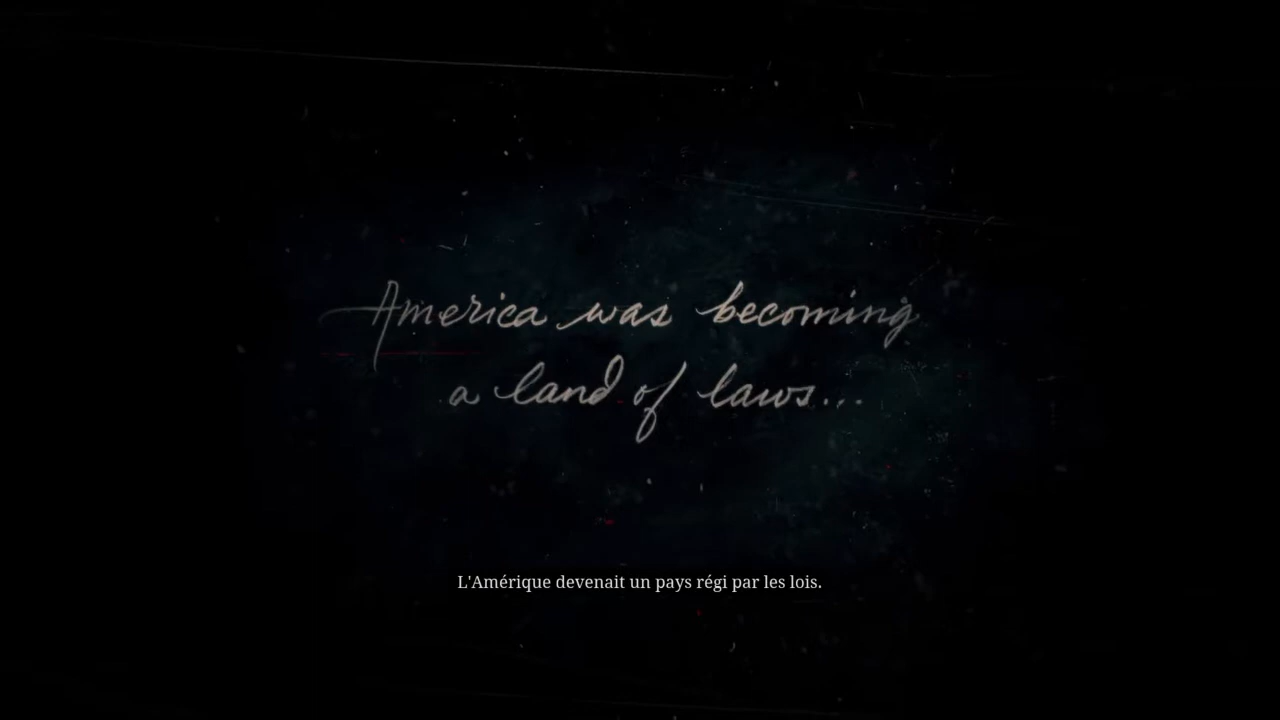 America was becoming
a land of laws...
L'Amérique devenait un pays régi par les lois.